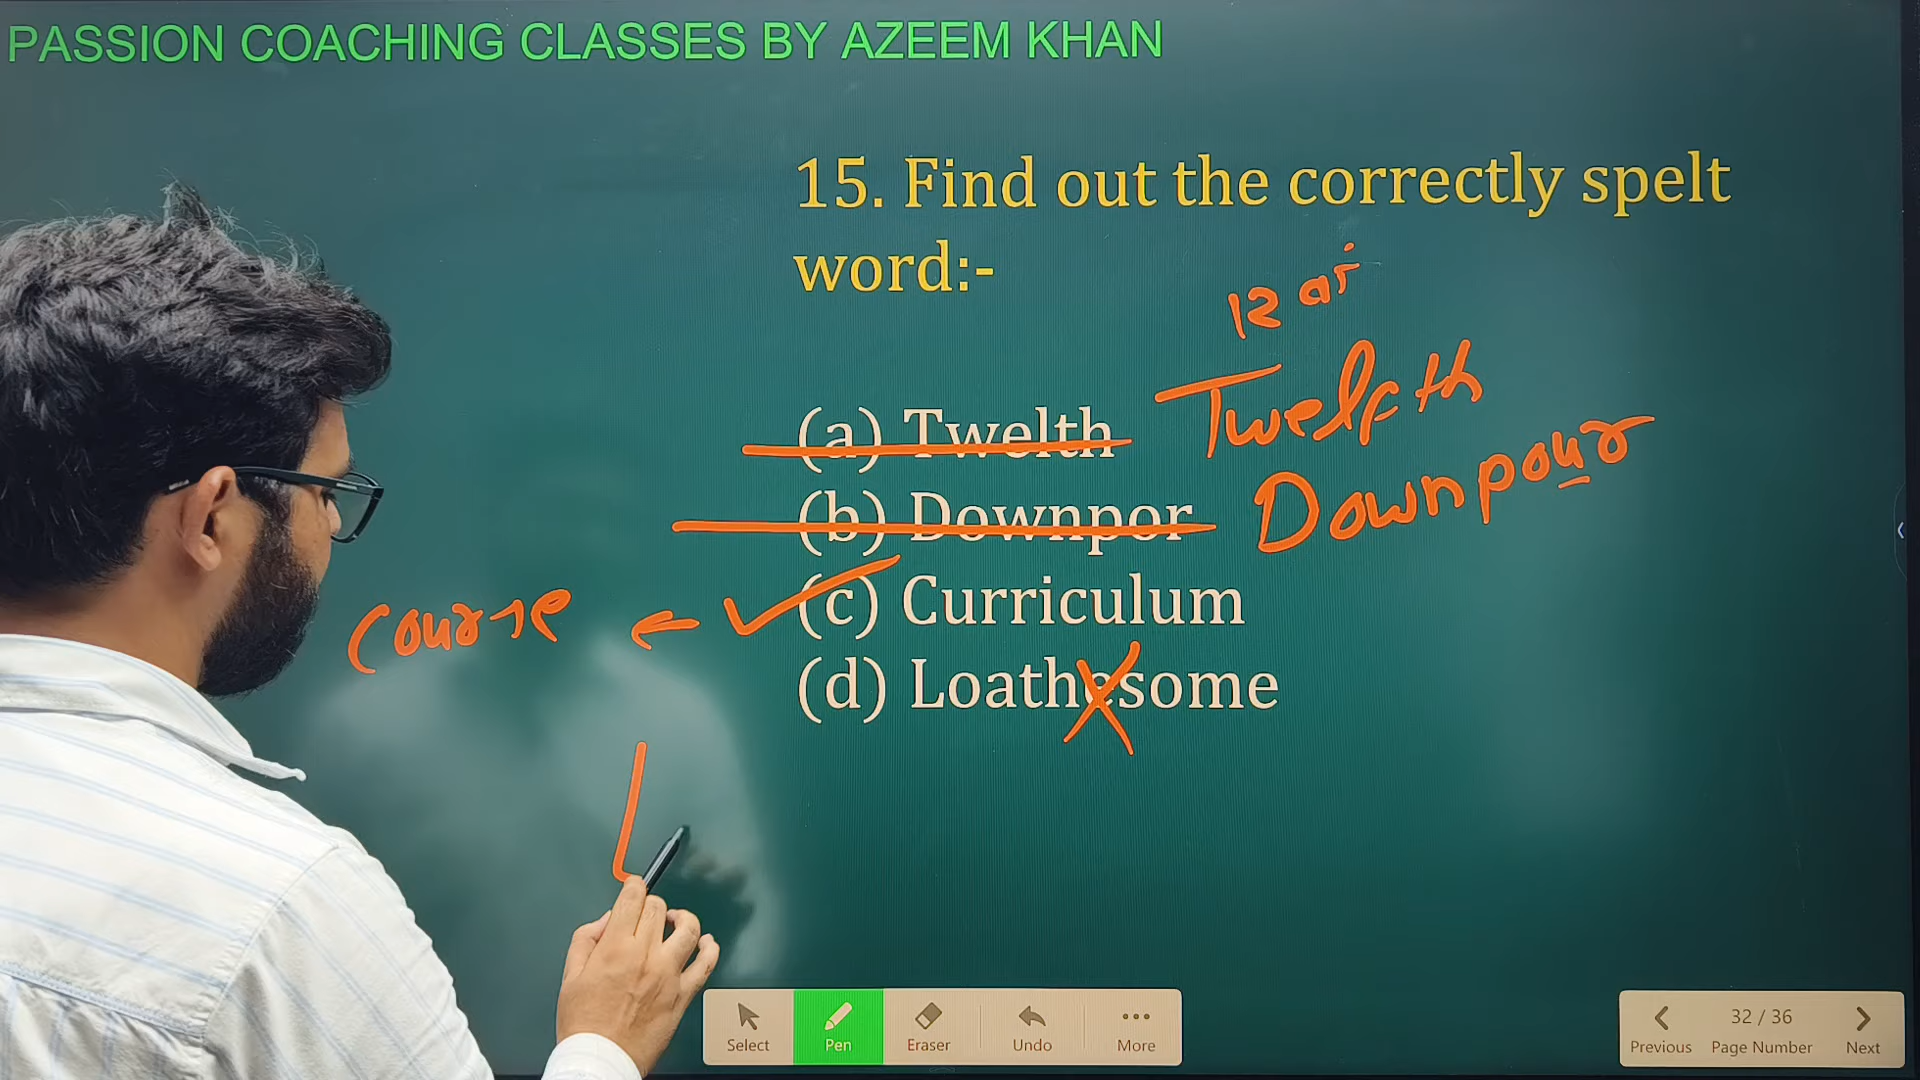 PASSION COACHING CLASSES BY AZEEM KHAN
15. Find out the correctly spelt
word:-
(a) Twelth
Twelfth
(b) Downpor
Downpour
(c) Curriculum
course ←
(d) Loathesome
Select
Pen
Eraser
Undo
More
32 / 36
Previous
Page Number
Next